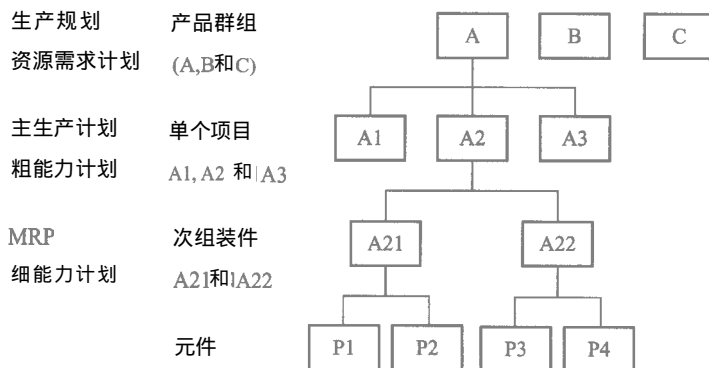 生产规划 产品群组 A B C
资源需求计划 (A,B和C)
主生产计划 单个项目 A1 A2 A3
粗能力计划 A1, A2 和 A3
MRP 次组装件 A21 A22
细能力计划 A21和A22
元件 P1 P2 P3 P4